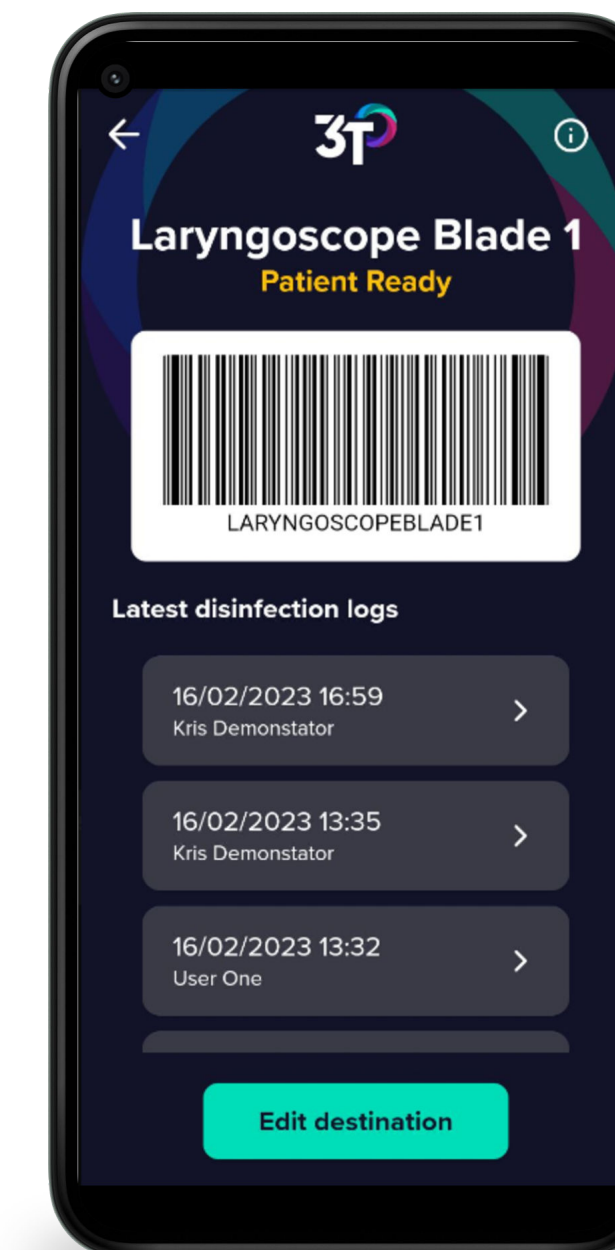 3T
Laryngoscope Blade 1
Patient Ready
LARYNGOSCOPEBLADE1
Latest disinfection logs
16/02/2023 16:59
Kris Demonstator
16/02/2023 13:35
Kris Demonstator
16/02/2023 13:32
User One
Edit destination